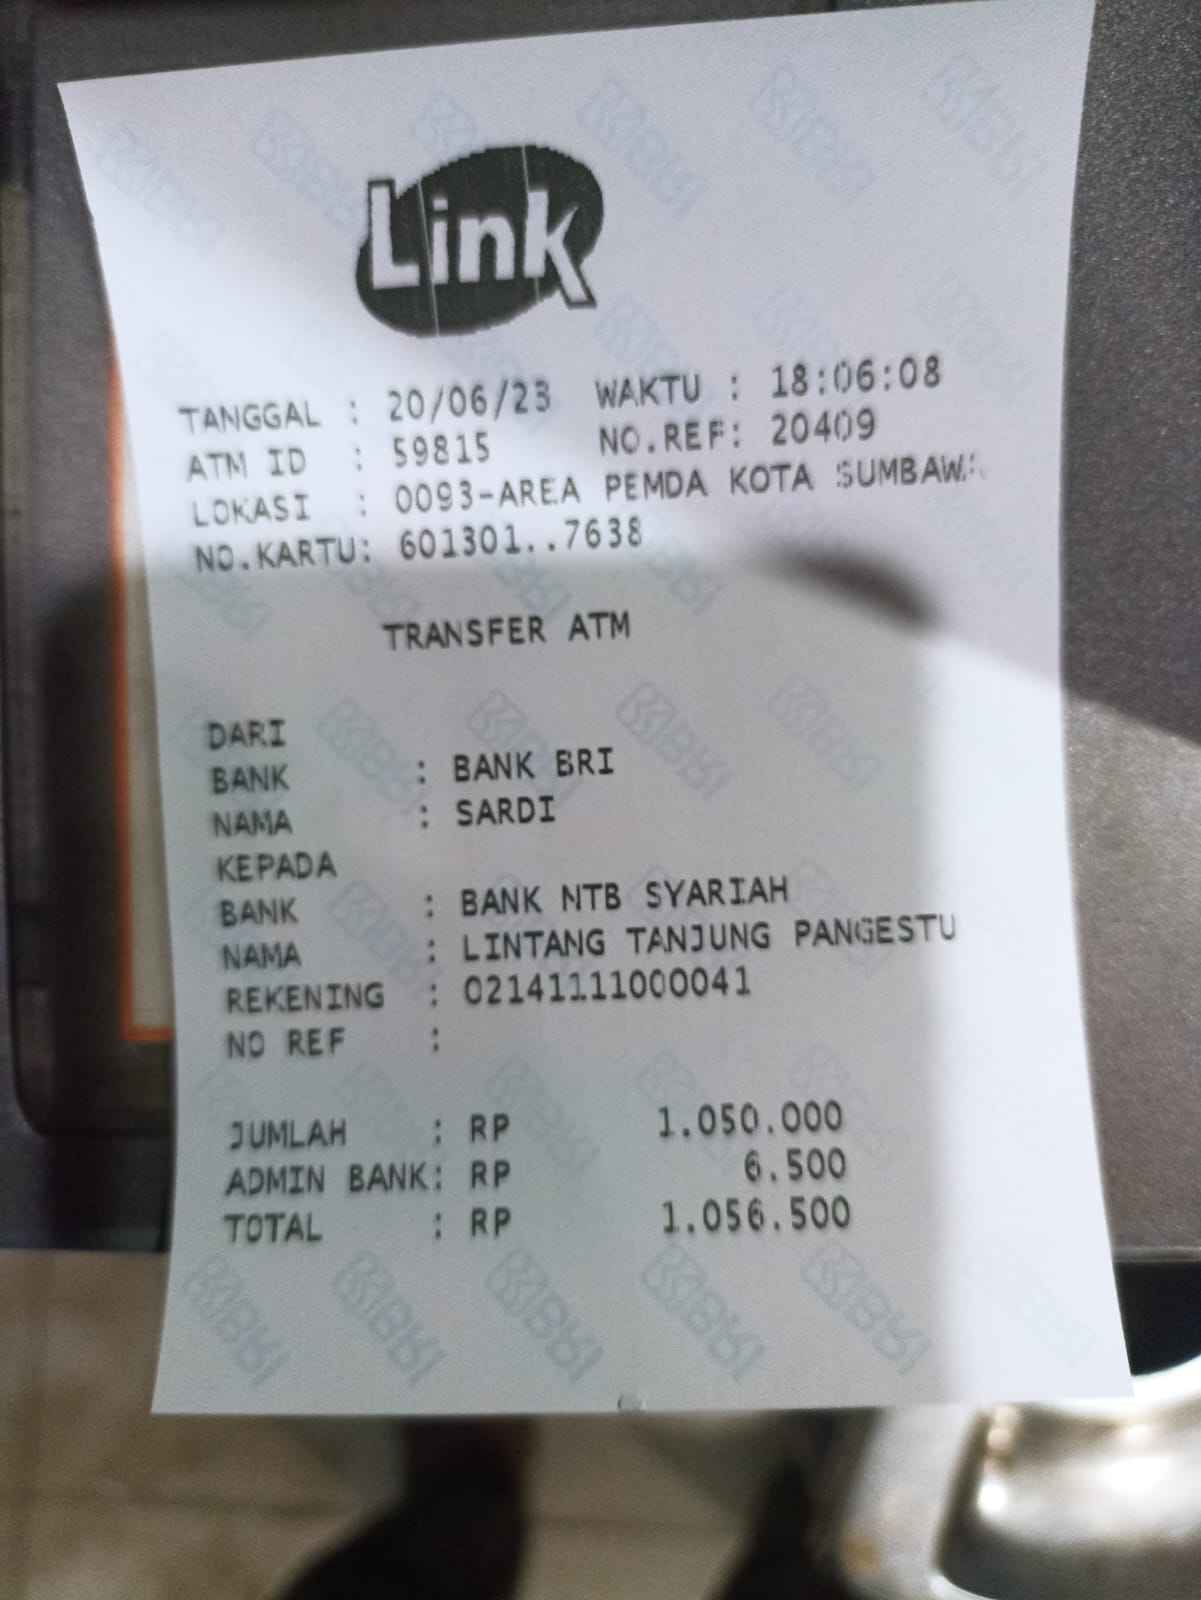 Link
TANGGAL : 20/06/23 WAKTU : 18:06:08
ATM ID : 59815 NO.REF: 20409
LOKASI : 0093-AREA PEMDA KOTA SUMBAWA
NO.KARTU: 601301..7638
TRANSFER ATM
DARI
BANK : BANK BRI
NAMA : SARDI
KEPADA
BANK : BANK NTB SYARIAH
NAMA : LINTANG TANJUNG PANGESTU
REKENING : 02141111000041
NO REF :
JUMLAH : RP 1.050.000
ADMIN BANK: RP 6.500
TOTAL : RP 1.056.500